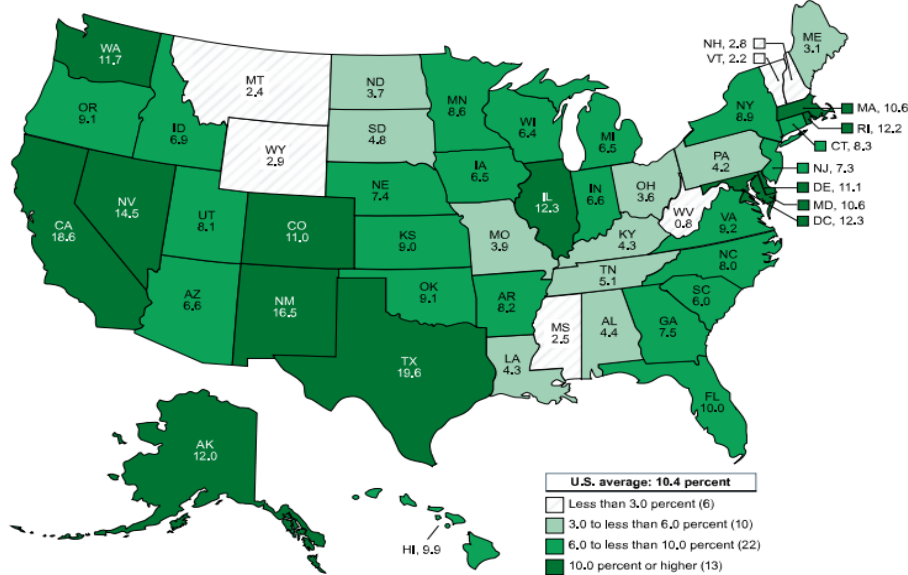 WA
11.7
OR
9.1
ID
6.9
MT
2.4
WY
2.9
ND
3.7
SD
4.8
MN
8.6
WI
6.4
MI
6.5
NH, 2.8
VT, 2.2
ME
3.1
NY
8.9
MA, 10.6
RI, 12.2
CT, 8.3
NJ, 7.3
DE, 11.1
MD, 10.6
DC, 12.3
PA
4.2
CA
18.6
NV
14.5
UT
8.1
CO
11.0
NE
7.4
IA
6.5
IL
12.3
IN
6.6
OH
3.6
WV
0.8
VA
9.2
KS
9.0
MO
3.9
KY
4.3
NC
8.0
TN
5.1
AZ
6.6
NM
16.5
OK
9.1
AR
8.2
SC
6.0
MS
2.5
AL
4.4
GA
7.5
TX
19.6
LA
4.3
FL
10.0
AK
12.0
HI, 9.9
U.S. average: 10.4 percent
Less than 3.0 percent (6)
3.0 to less than 6.0 percent (10)
6.0 to less than 10.0 percent (22)
10.0 percent or higher (13)